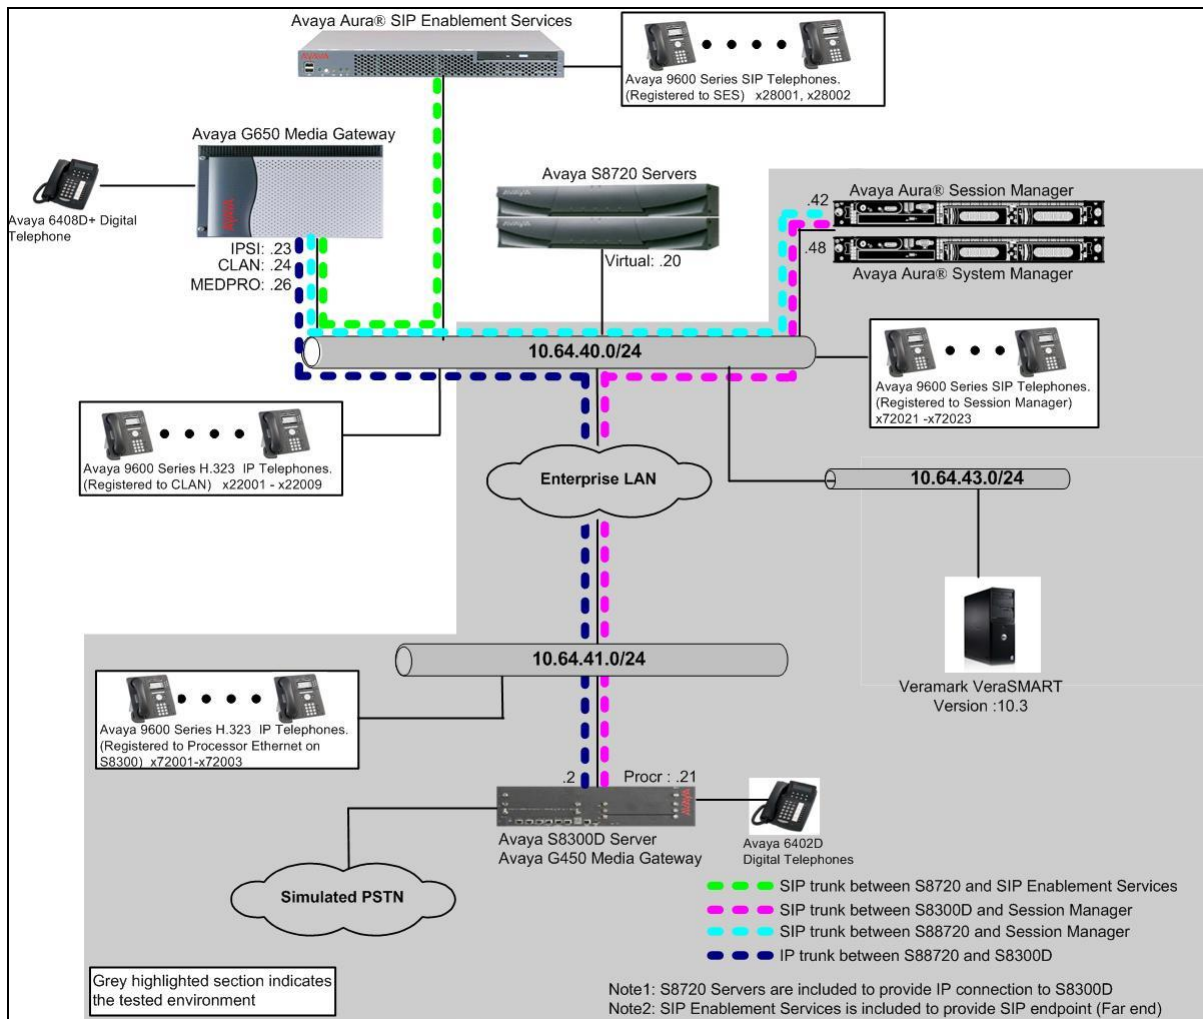 Avaya Aura® SIP Enablement Services
AVAYA
Avaya 9600 Series SIP Telephones.
(Registered to SES) x28001, x28002
Avaya G650 Media Gateway
AVAYA
Avaya 6408D+ Digital
Telephone
Avaya S8720 Servers
Virtual: .20
Avaya Aura® Session Manager
.42
.48
Avaya Aura® System Manager
IPSI: .23
CLAN: .24
MEDPRO: .26
10.64.40.0/24
Avaya 9600 Series SIP Telephones.
(Registered to Session Manager)
x72021 -x72023
Avaya 9600 Series H.323 IP Telephones.
(Registered to CLAN) x22001 - x22009
Enterprise LAN
10.64.43.0/24
Veramark VeraSMART
Version :10.3
10.64.41.0/24
Avaya 9600 Series H.323 IP Telephones.
(Registered to Processor Ethernet on
S8300) x72001-x72003
.2
Procr : .21
AVAYA
Avaya S8300D Server
Avaya G450 Media Gateway
Avaya 6402D
Digital Telephones
Simulated PSTN
SIP trunk between S8720 and SIP Enablement Services
SIP trunk between S8300D and Session Manager
SIP trunk between S88720 and Session Manager
IP trunk between S88720 and S8300D
Grey highlighted section indicates
the tested environment
Note1: S8720 Servers are included to provide IP connection to S8300D
Note2: SIP Enablement Services is included to provide SIP endpoint (Far end)